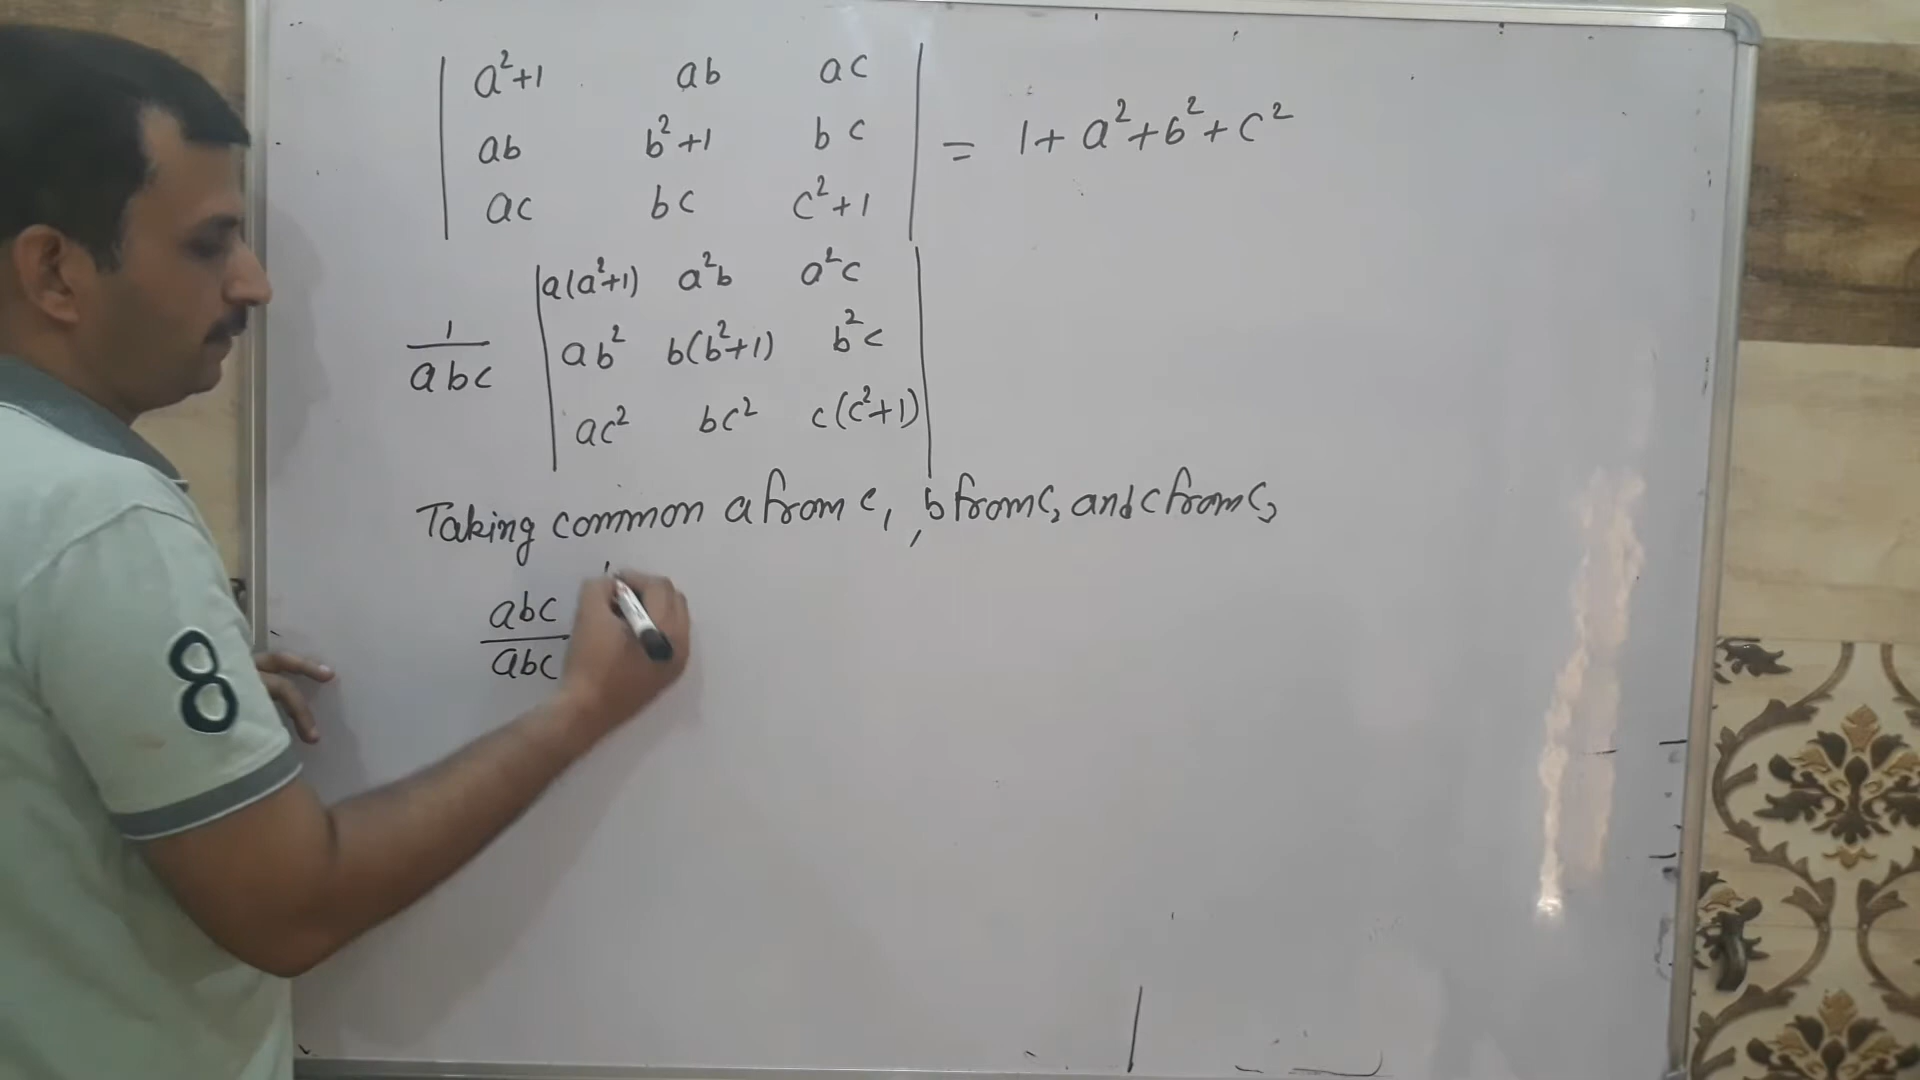 a²+1 ab ac
ab b²+1 bc = 1+a²+b²+c²
ac bc c²+1
a(a²+1) a²b a²c
1/abc ab² b(b²+1) b²c
ac² bc² c(c²+1)
Taking common a from C₁, b from C₂ and c from C₃
abc
abc
8